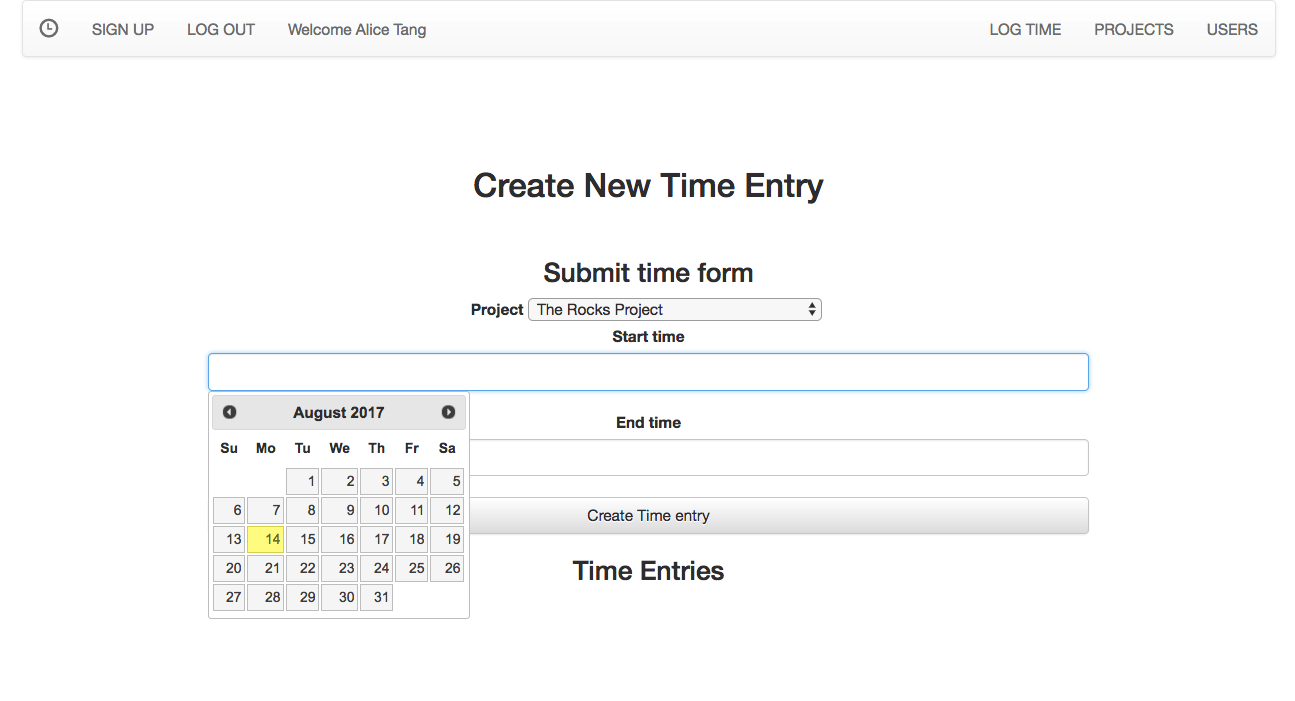 SIGN UP LOG OUT Welcome Alice Tang LOG TIME PROJECTS USERS
Create New Time Entry
Submit time form
Project The Rocks Project
Start time
August 2017
Su Mo Tu We Th Fr Sa
1 2 3 4 5
6 7 8 9 10 11 12
13 14 15 16 17 18 19
20 21 22 23 24 25 26
27 28 29 30 31
End time
Create Time entry
Time Entries